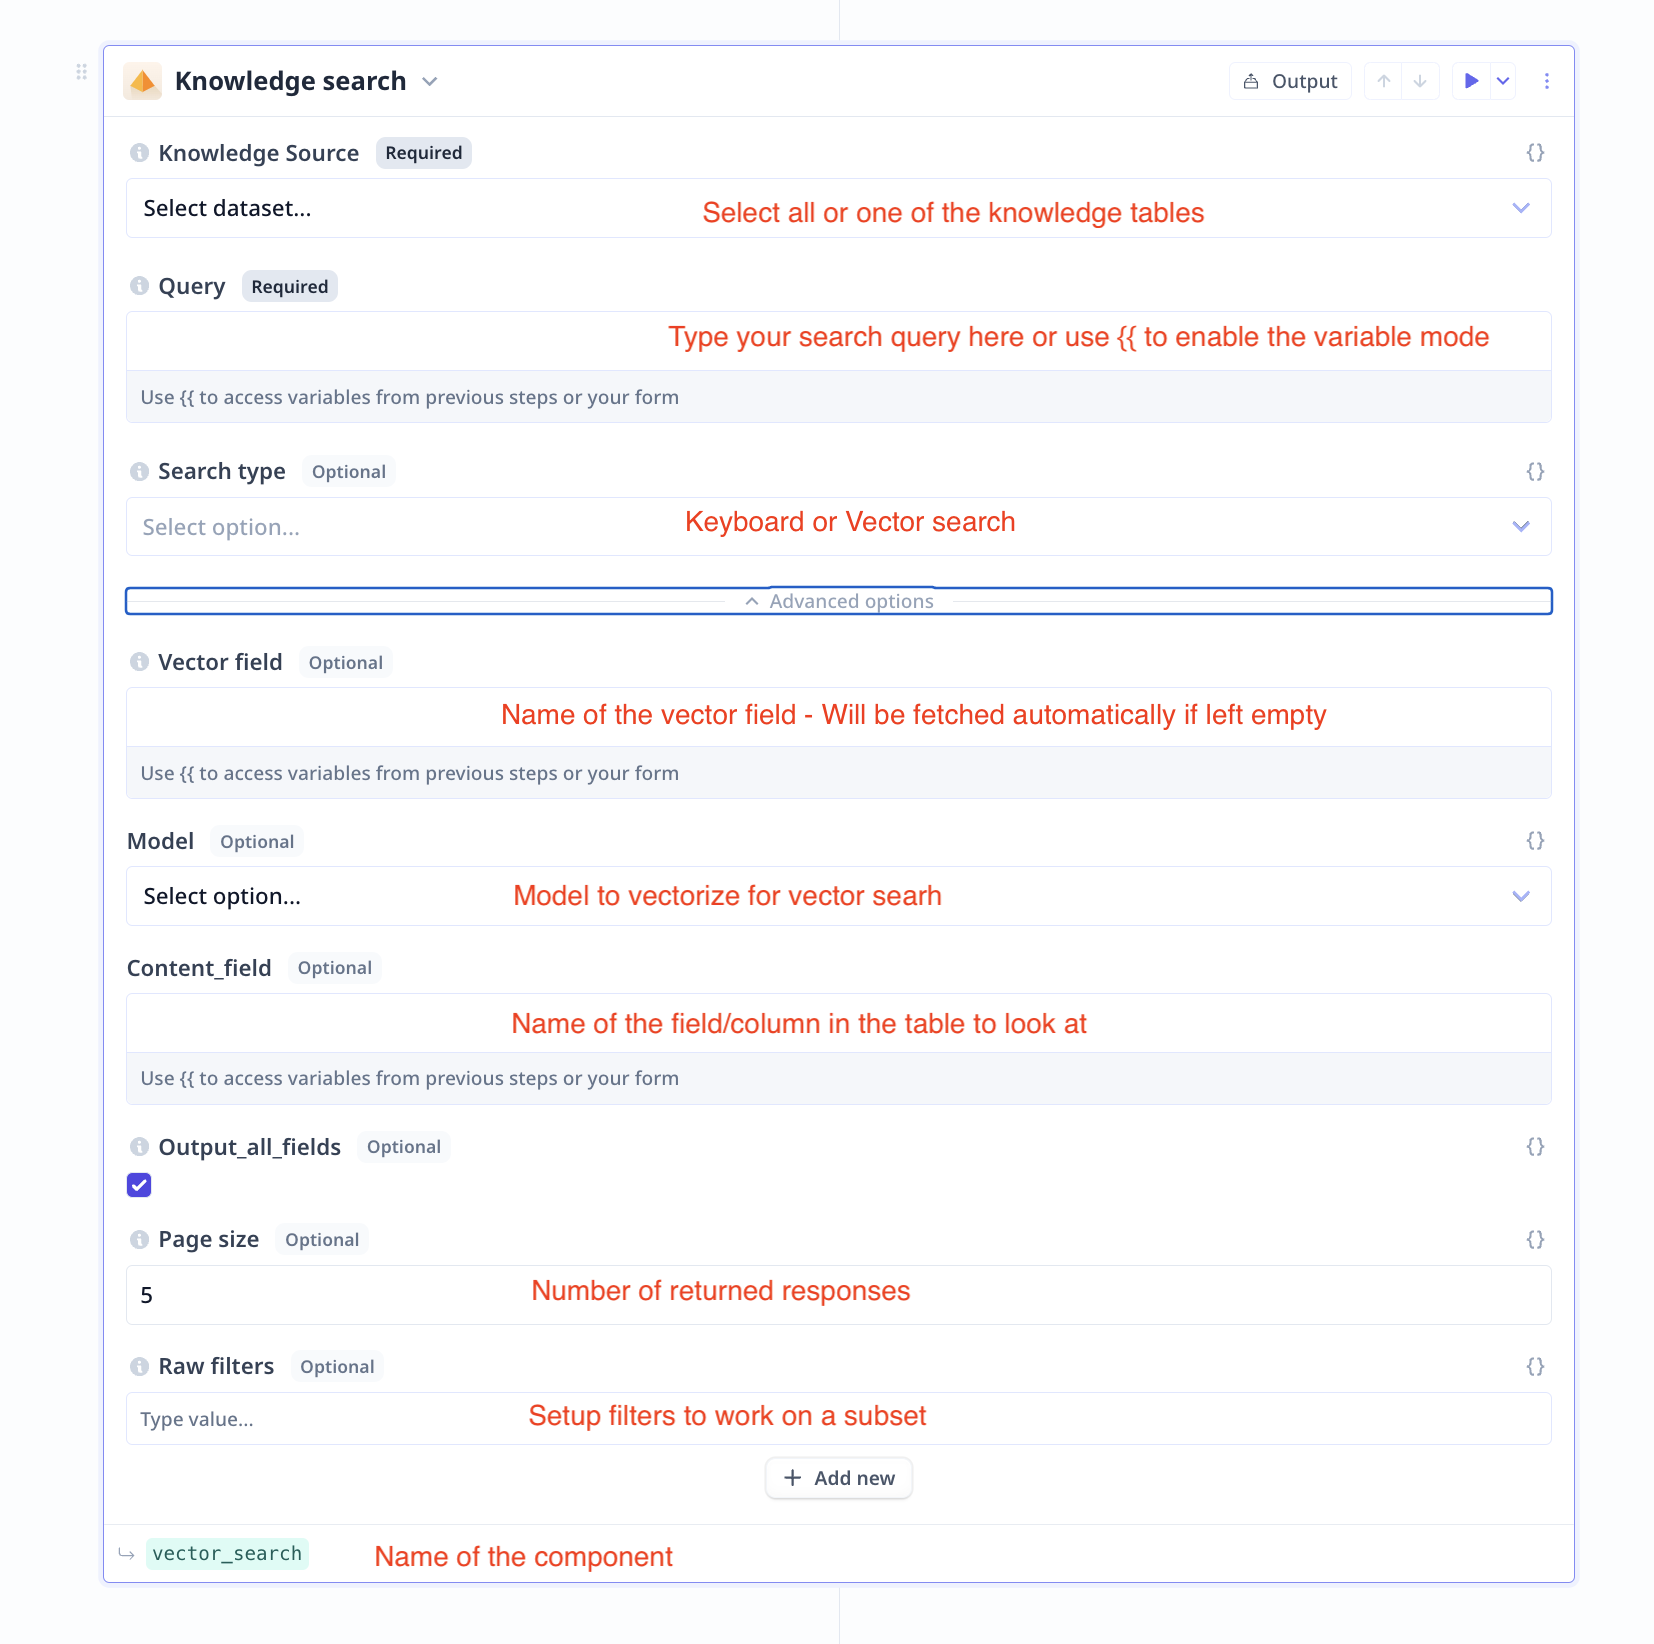 Knowledge search
Output
Knowledge Source Required
{}
Select dataset...
Select all or one of the knowledge tables
Query Required
Type your search query here or use {{ to enable the variable mode
Use {{ to access variables from previous steps or your form
Search type Optional
{}
Select option...
Keyboard or Vector search
Advanced options
Vector field Optional
Name of the vector field - Will be fetched automatically if left empty
Use {{ to access variables from previous steps or your form
Model Optional
{}
Select option...
Model to vectorize for vector searh
Content_field Optional
Name of the field/column in the table to look at
Use {{ to access variables from previous steps or your form
Output_all_fields Optional
{}
Page size Optional
{}
5
Number of returned responses
Raw filters Optional
{}
Type value...
Setup filters to work on a subset
+ Add new
vector_search
Name of the component